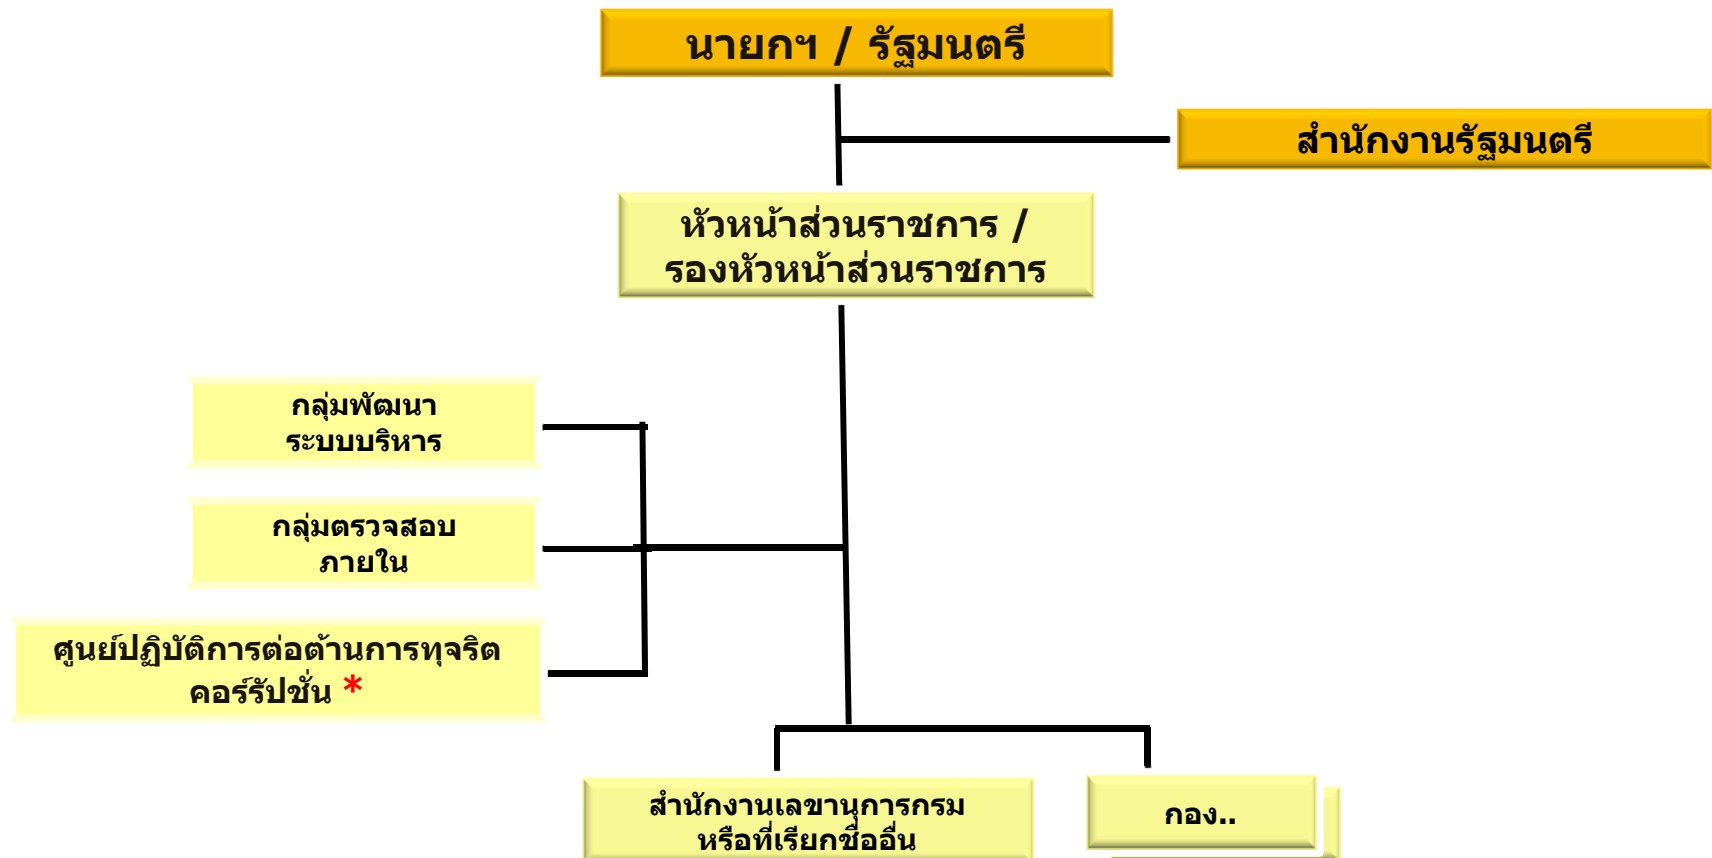 นายกฯ / รัฐมนตรี
สำนักงานรัฐมนตรี
หัวหน้าส่วนราชการ /
รองหัวหน้าส่วนราชการ
กลุ่มพัฒนา
ระบบบริหาร
กลุ่มตรวจสอบ
ภายใน
ศูนย์ปฏิบัติการต่อต้านการทุจริต
คอร์รัปชั่น *
สำนักงานเลขานุการกรม
หรือที่เรียกชื่ออื่น
กอง..